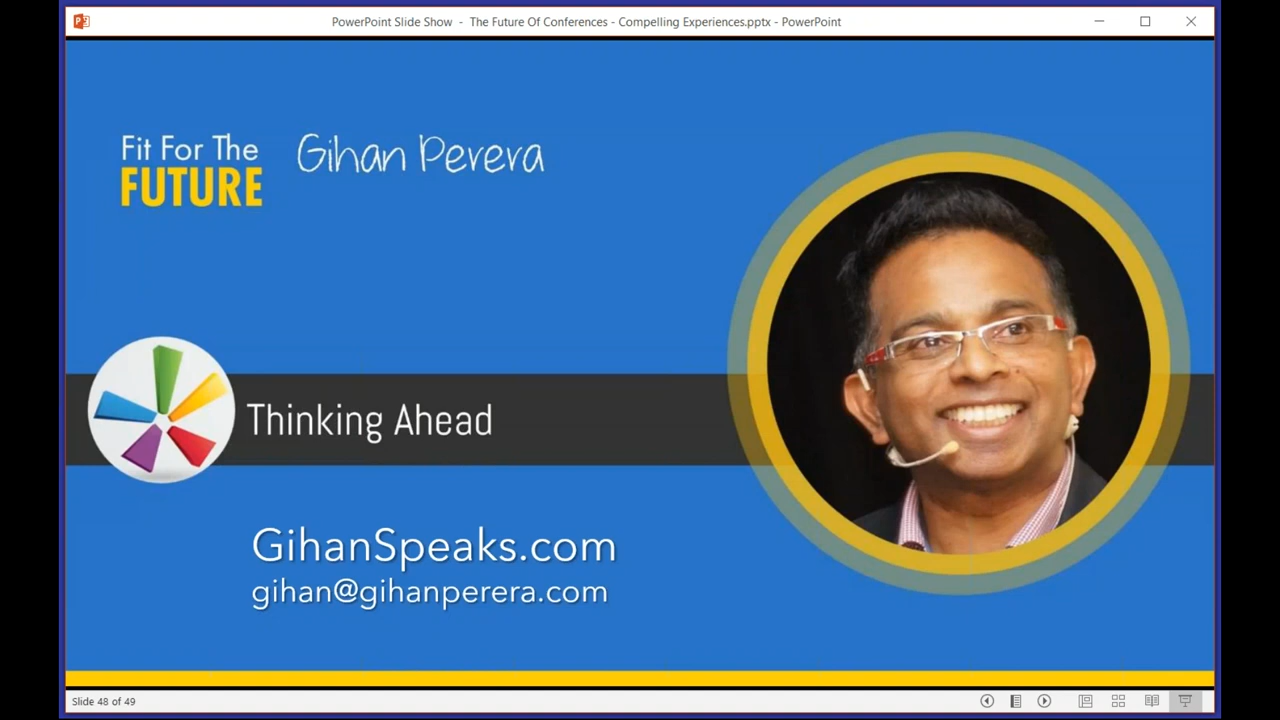 PowerPoint Slide Show - The Future Of Conferences - Compelling Experiences.pptx - PowerPoint
Fit For The
FUTURE
Gihan Perera
Thinking Ahead
GihanSpeaks.com
gihan@gihanperera.com
Slide 48 of 49